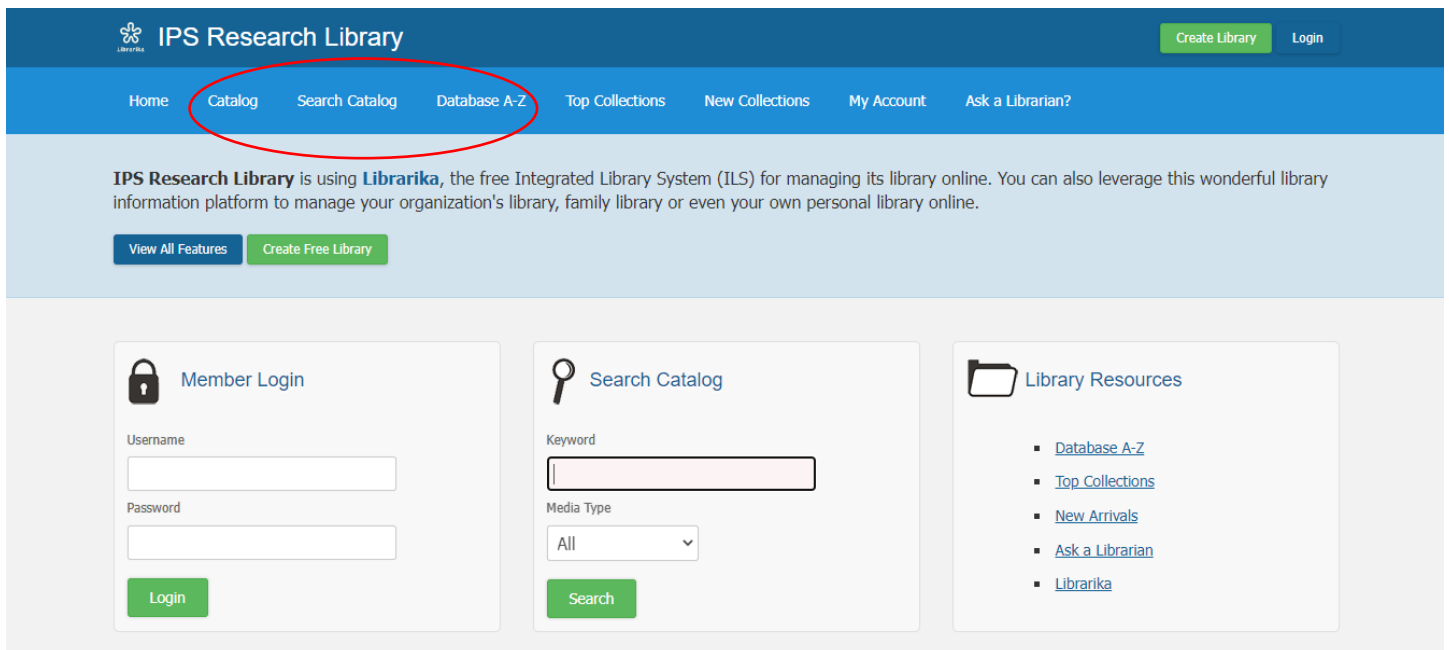 Librarika
IPS Research Library
Create Library
Login
Home
Catalog
Search Catalog
Database A-Z
Top Collections
New Collections
My Account
Ask a Librarian?
IPS Research Library is using Librarika, the free Integrated Library System (ILS) for managing its library online. You can also leverage this wonderful library
information platform to manage your organization's library, family library or even your own personal library online.
View All Features
Create Free Library
Member Login
Username
Password
Login
Search Catalog
Keyword
Media Type
All
Search
Library Resources
Database A-Z
Top Collections
New Arrivals
Ask a Librarian
Librarika